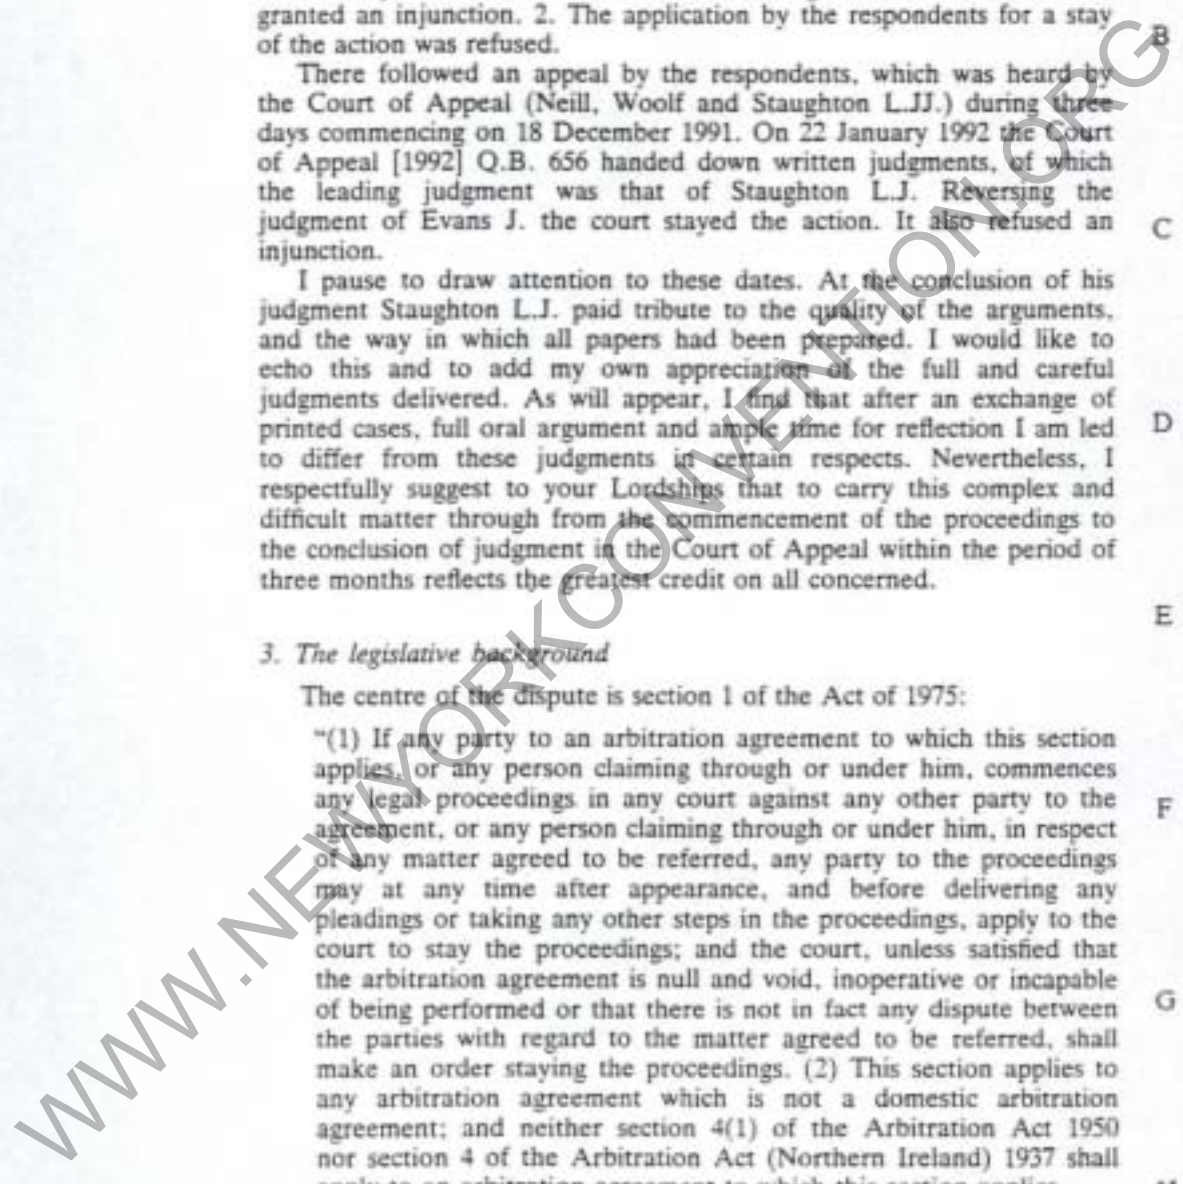 granted an injunction. 2. The application by the respondents for a stay
of the action was refused.
There followed an appeal by the respondents, which was heard by
the Court of Appeal (Neill, Woolf and Staughton L.JJ.) during three
days commencing on 18 December 1991. On 22 January 1992 the Court
of Appeal [1992] Q.B. 656 handed down written judgments, of which
the leading judgment was that of Staughton L.J. Reversing the
judgment of Evans J. the court stayed the action. It also refused an
injunction.
I pause to draw attention to these dates. At the conclusion of his
judgment Staughton L.J. paid tribute to the quality of the arguments,
and the way in which all papers had been prepared. I would like to
echo this and to add my own appreciation of the full and careful
judgments delivered. As will appear, I find that after an exchange of
printed cases, full oral argument and ample time for reflection I am led
to differ from these judgments in certain respects. Nevertheless, I
respectfully suggest to your Lordships that to carry this complex and
difficult matter through from the commencement of the proceedings to
the conclusion of judgment in the Court of Appeal within the period of
three months reflects the greatest credit on all concerned.
3. The legislative background
The centre of the dispute is section 1 of the Act of 1975:
"(1) If any party to an arbitration agreement to which this section
applies, or any person claiming through or under him, commences
any legal proceedings in any court against any other party to the
agreement, or any person claiming through or under him, in respect
of any matter agreed to be referred, any party to the proceedings
may at any time after appearance, and before delivering any
pleadings or taking any other steps in the proceedings, apply to the
court to stay the proceedings; and the court, unless satisfied that
the arbitration agreement is null and void, inoperative or incapable
of being performed or that there is not in fact any dispute between
the parties with regard to the matter agreed to be referred, shall
make an order staying the proceedings. (2) This section applies to
any arbitration agreement which is not a domestic arbitration
agreement; and neither section 4(1) of the Arbitration Act 1950
nor section 4 of the Arbitration Act (Northern Ireland) 1937 shall
B
C
D
E
F
G
WWW.NEWYORKCONVENTION.ORG